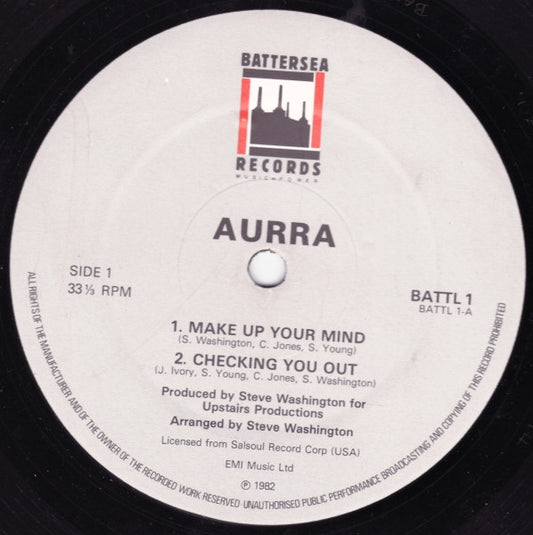 BATTERSEA
RECORDS
MUSIC•POWER
AURRA
SIDE 1
33⅓ RPM
BATTL 1
BATTL 1-A
1. MAKE UP YOUR MIND
(S. Washington, C. Jones, S. Young)
2. CHECKING YOU OUT
(J. Ivory, S. Young, C. Jones, S. Washington)
Produced by Steve Washington for
Upstairs Productions
Arranged by Steve Washington
Licensed from Salsoul Record Corp (USA)
EMI Music Ltd
℗ 1982
ALL RIGHTS OF THE MANUFACTURER AND OF THE OWNER OF THE RECORDED WORK RESERVED · UNAUTHORISED PUBLIC PERFORMANCE BROADCASTING AND COPYING OF THIS RECORD PROHIBITED